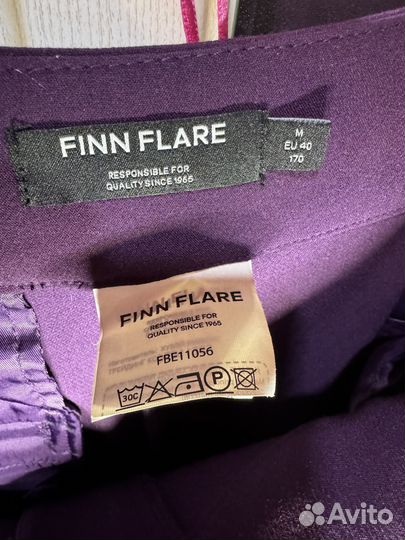 FINN FLARE
RESPONSIBLE FOR
QUALITY SINCE 1965
M
EU 40
170
FINN FLARE
RESPONSIBLE FOR
QUALITY SINCE 1965
FBE11056
30C
P
Avito